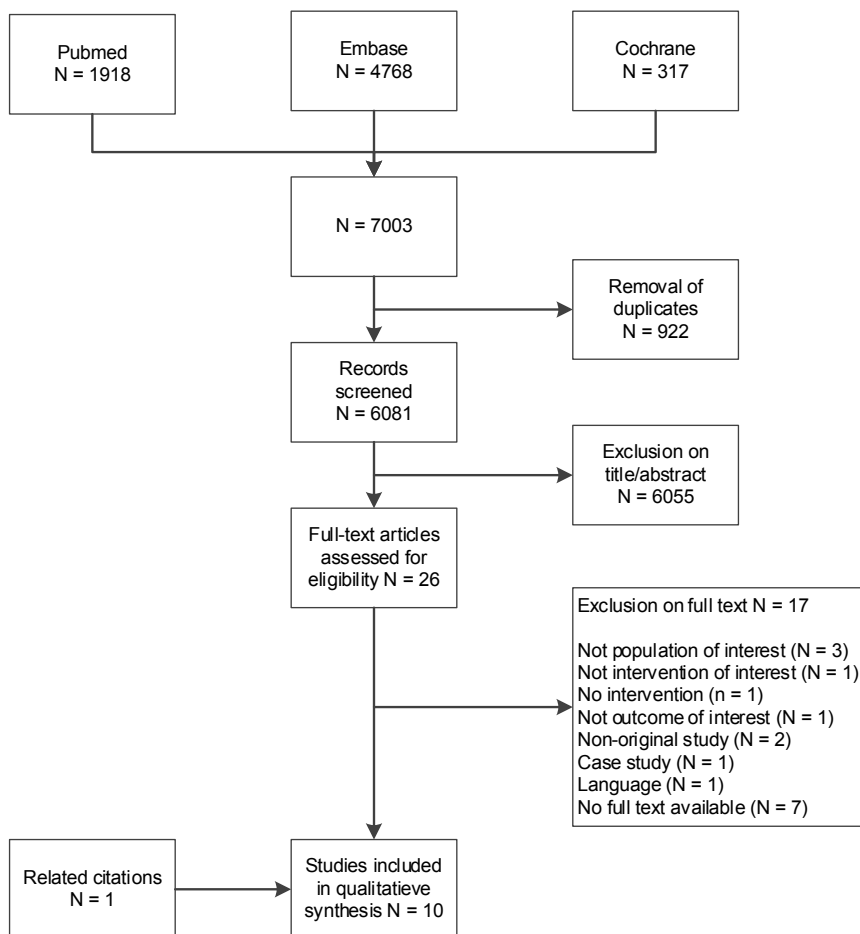 Pubmed
N = 1918
Embase
N = 4768
Cochrane
N = 317
N = 7003
Removal of
duplicates
N = 922
Records
screened
N = 6081
Exclusion on
title/abstract
N = 6055
Full-text articles
assessed for
eligibility N = 26
Exclusion on full text N = 17
Not population of interest (N = 3)
Not intervention of interest (N = 1)
No intervention (n = 1)
Not outcome of interest (N = 1)
Non-original study (N = 2)
Case study (N = 1)
Language (N = 1)
No full text available (N = 7)
Related citations
N = 1
Studies included
in qualitatieve
synthesis N = 10